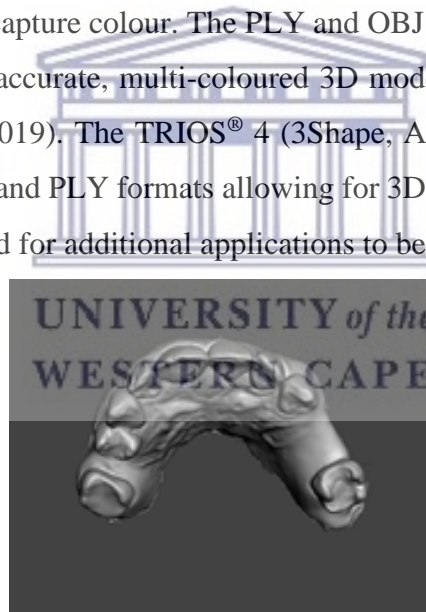 capture colour. The PLY and OBJ
accurate, multi-coloured 3D mod
019). The TRIOS® 4 (3Shape, A
and PLY formats allowing for 3D
d for additional applications to be
UNIVERSITY of the
WESTERN CAPE